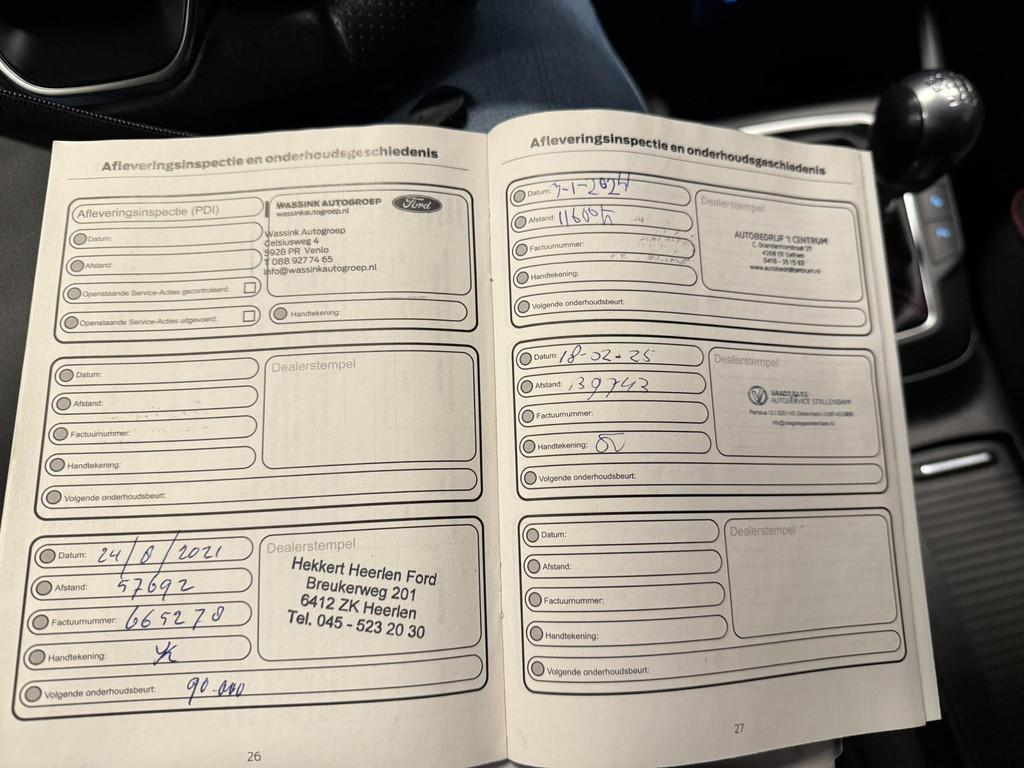 Afleveringsinspectie en onderhoudsgeschiedenis
Afleveringsinspectie (PDI)
Datum:
Afstand:
Openstaande Service-Acties gecontroleerd:
Openstaande Service-Acties uitgevoerd:
WASSINK AUTOGROEP
wassinkautogroep.nl
Ford
Wassink Autogroep
Celsiusweg 4
5928 PR Venlo
T 088 927 74 65
info@wassinkautogroep.nl
Handtekening:
Datum:
Afstand:
Factuurnummer:
Handtekening:
Volgende onderhoudsbeurt:
Dealerstempel
Datum: 24/8/2021
Afstand: 57692
Factuurnummer: 665278
Handtekening:
Volgende onderhoudsbeurt: 90.000
Dealerstempel
Hekkert Heerlen Ford
Breukerweg 201
6412 ZK Heerlen
Tel. 045 - 523 20 30
26
Afleveringsinspectie en onderhoudsgeschiedenis
Datum: 3-1-2024
Afstand:
Factuurnummer:
Handtekening:
Volgende onderhoudsbeurt:
Dealerstempel
AUTOBEDRIJF 'T CENTRUM
Datum: 18-02-25
Afstand: 139743
Factuurnummer:
Handtekening:
Volgende onderhoudsbeurt:
Dealerstempel
AUTOSERVICE STELLENDAM
Datum:
Afstand:
Factuurnummer:
Handtekening:
Volgende onderhoudsbeurt:
Dealerstempel
27